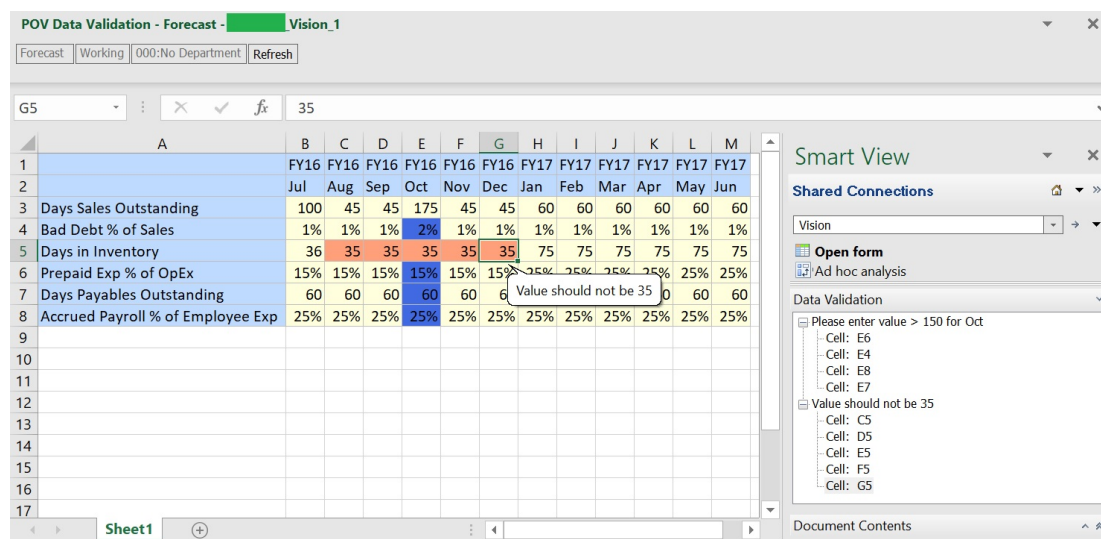 POV Data Validation - Forecast - _Vision_1
Forecast Working 000:No Department Refresh
G5 fx 35
A B C D E F G H I J K L M
1 FY16 FY16 FY16 FY16 FY16 FY16 FY17 FY17 FY17 FY17 FY17 FY17
2 Jul Aug Sep Oct Nov Dec Jan Feb Mar Apr May Jun
3 Days Sales Outstanding 100 45 45 175 45 45 60 60 60 60 60 60
4 Bad Debt % of Sales 1% 1% 1% 2% 1% 1% 1% 1% 1% 1% 1% 1%
5 Days in Inventory 36 35 35 35 35 35 75 75 75 75 75 75
6 Prepaid Exp % of OpEx 15% 15% 15% 15% 15% 15% 25% 25% 25% 25% 25% 25%
Value should not be 35
7 Days Payables Outstanding 60 60 60 60 60 60 60
8 Accrued Payroll % of Employee Exp 25% 25% 25% 25% 25% 25% 25% 25% 25% 25% 25% 25%
9
10
11
12
13
14
15
16
17
Sheet1
Smart View
Shared Connections
Vision
Open form
Ad hoc analysis
Data Validation
Please enter value > 150 for Oct
Cell: E6
Cell: E4
Cell: E8
Cell: E7
Value should not be 35
Cell: C5
Cell: D5
Cell: E5
Cell: F5
Cell: G5
Document Contents